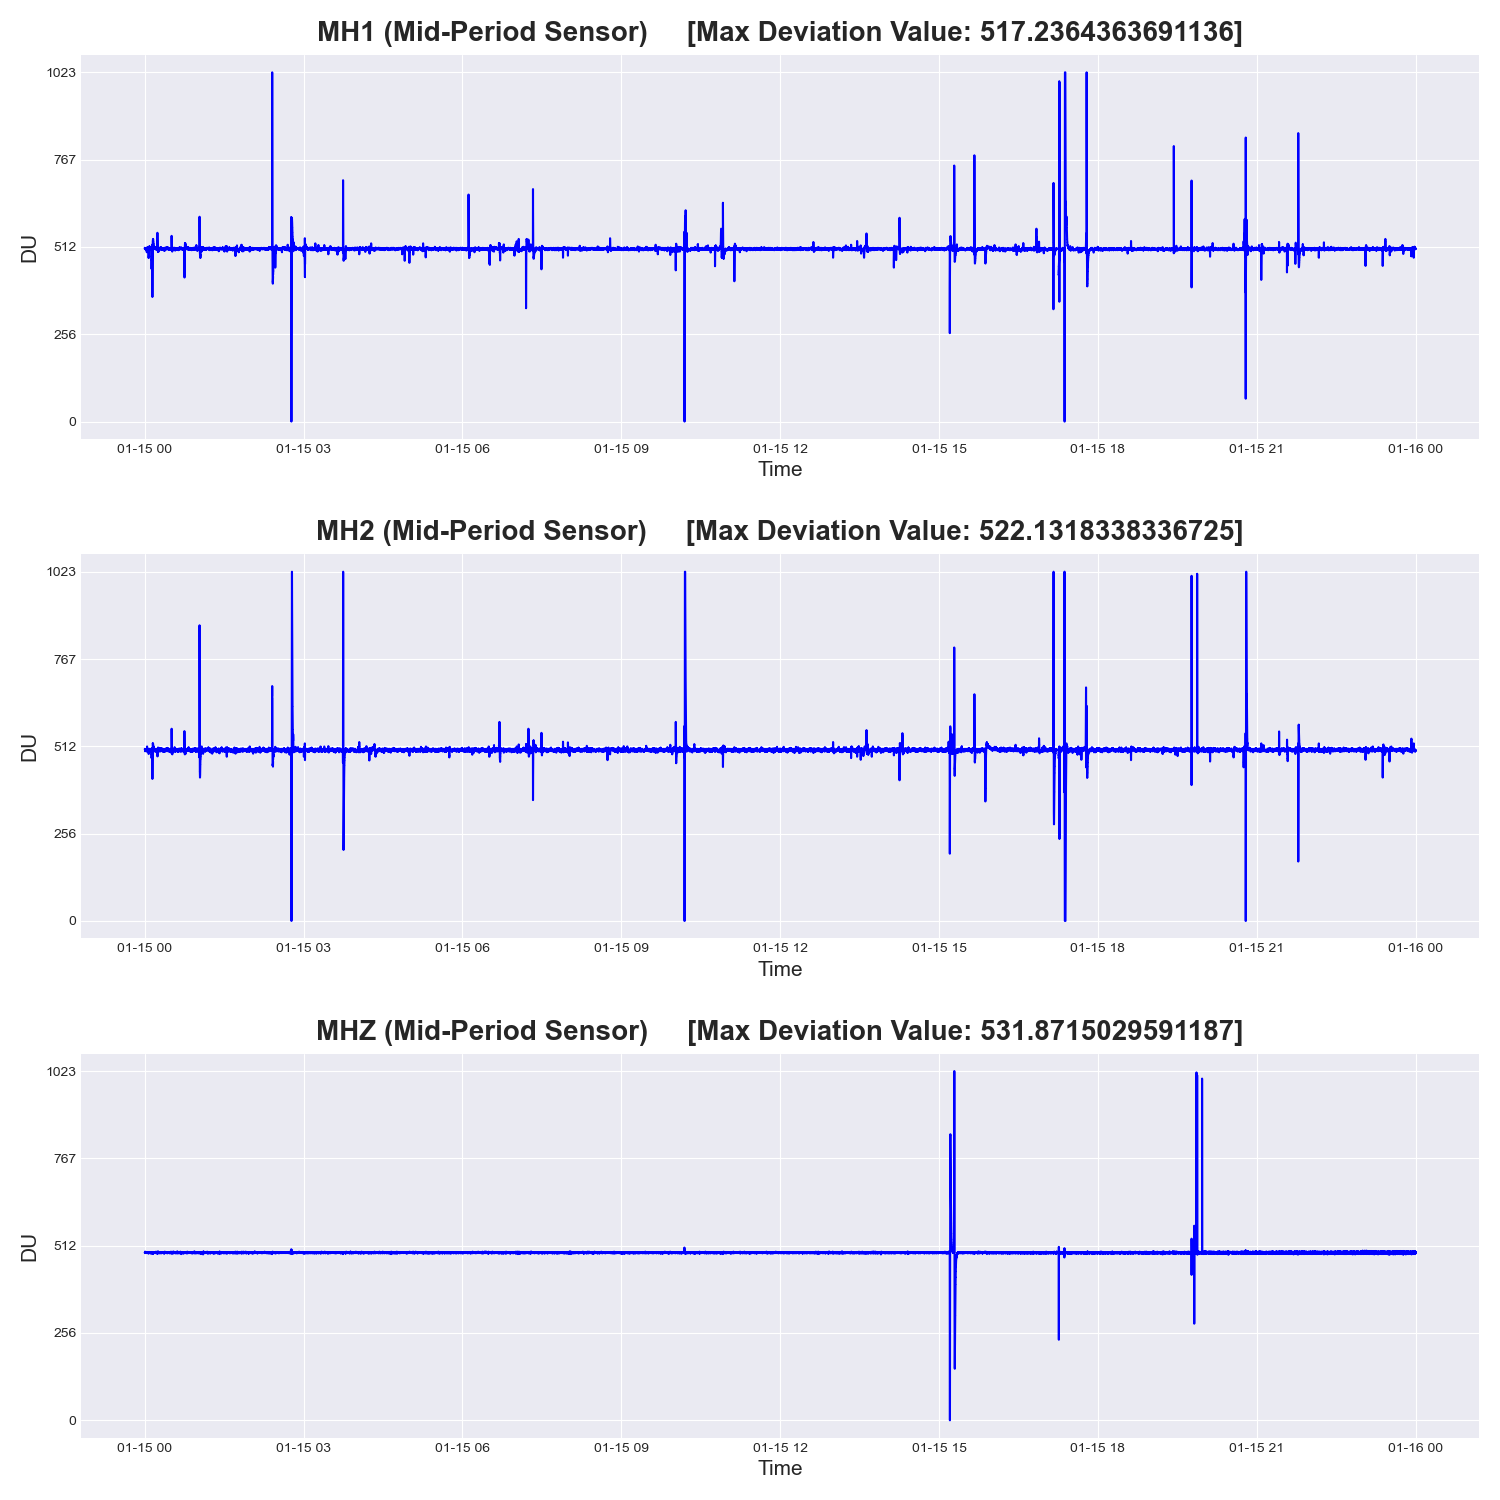 MH1 (Mid-Period Sensor) [Max Deviation Value: 517.2364363691136]
1023
767
512
256
0
DU
01-15 00 01-15 03 01-15 06 01-15 09 01-15 12 01-15 15 01-15 18 01-15 21 01-16 00
Time
MH2 (Mid-Period Sensor) [Max Deviation Value: 522.1318338336725]
1023
767
512
256
0
DU
01-15 00 01-15 03 01-15 06 01-15 09 01-15 12 01-15 15 01-15 18 01-15 21 01-16 00
Time
MHZ (Mid-Period Sensor) [Max Deviation Value: 531.8715029591187]
1023
767
512
256
0
DU
01-15 00 01-15 03 01-15 06 01-15 09 01-15 12 01-15 15 01-15 18 01-15 21 01-16 00
Time